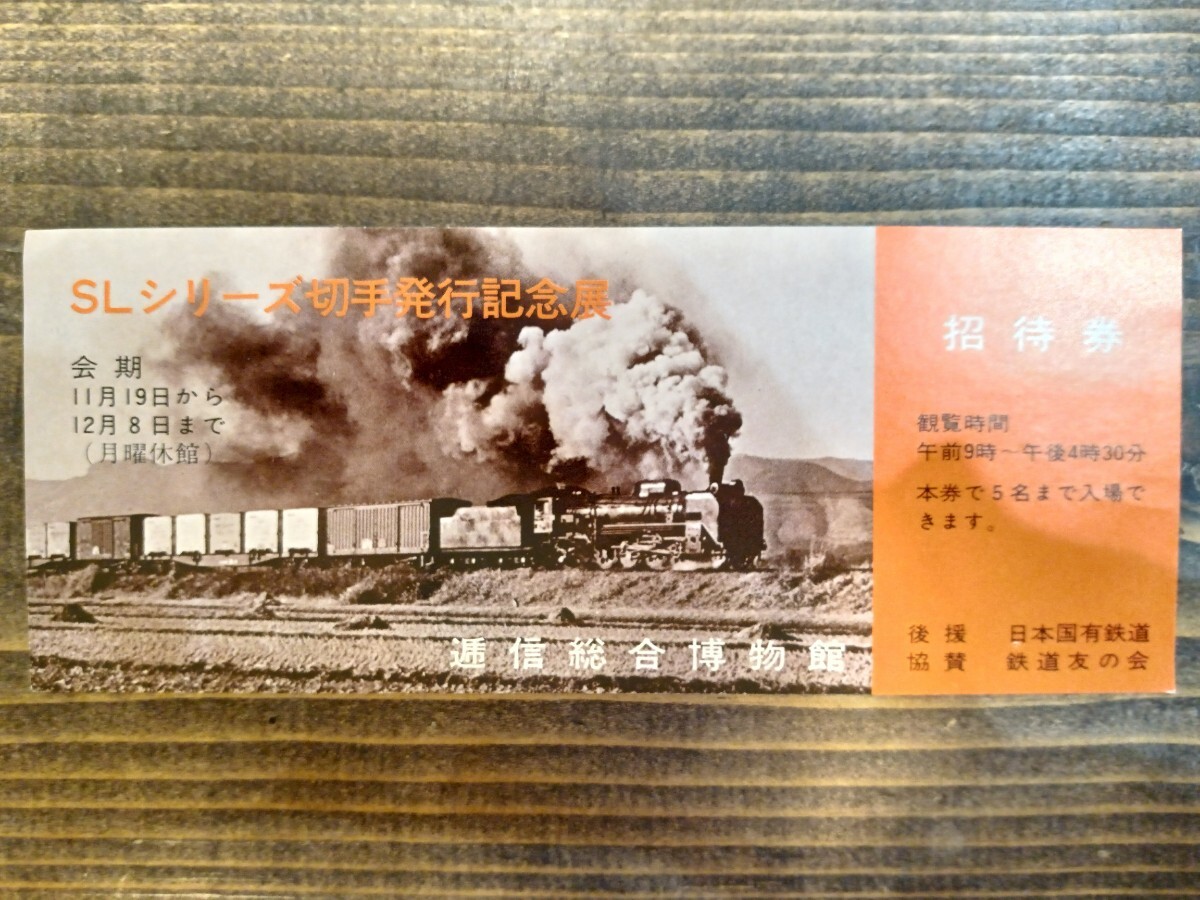 SLシリーズ切手発行記念展
会期
11月19日から
12月8日まで
(月曜休館)
逓信総合博物館
招待券
観覧時間
午前9時~午後4時30分
本券で5名まで入場で
きます。
後援 日本国有鉄道
協賛 鉄道友の会